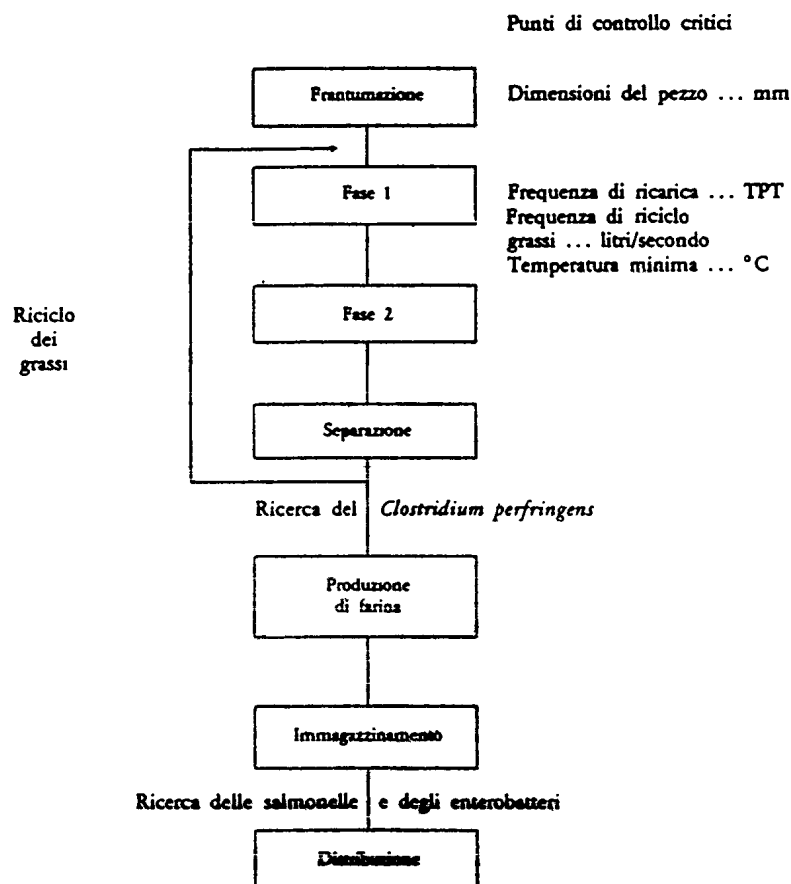 Punti di controllo critici
Frantumazione
Dimensioni del pezzo ... mm
Fase 1
Frequenza di ricarica ... TPT
Frequenza di riciclo
grassi ... litri/secondo
Temperatura minima ... °C
Fase 2
Riciclo
dei
grassi
Separazione
Ricerca del Clostridium perfringens
Produzione
di farina
Immagazzinamento
Ricerca delle salmonelle e degli enterobatteri
Distribuzione